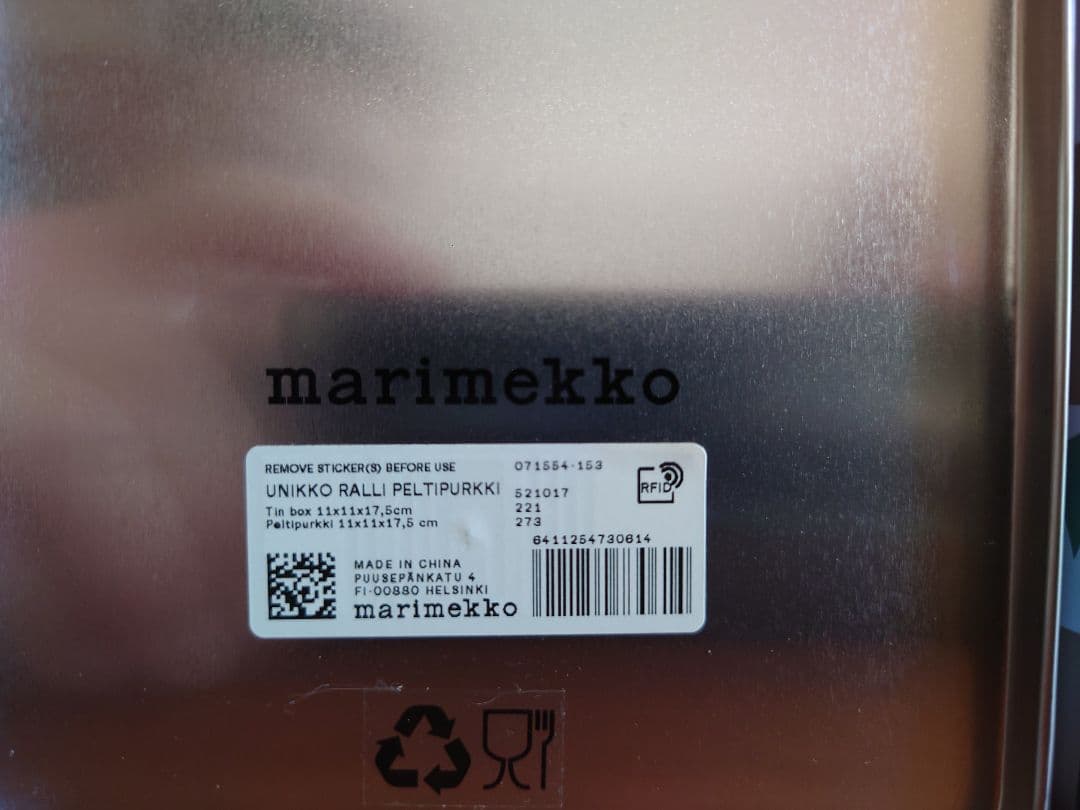 marimekko
REMOVE STICKER(S) BEFORE USE
071554-153
RFID
UNIKKO RALLI PELTIPURKKI
521017
Tin box 11x11x17,5cm
221
Peltipurkki 11x11x17,5 cm
273
6411254730614
MADE IN CHINA
PUUSEPÄNKATU 4
FI-00880 HELSINKI
marimekko